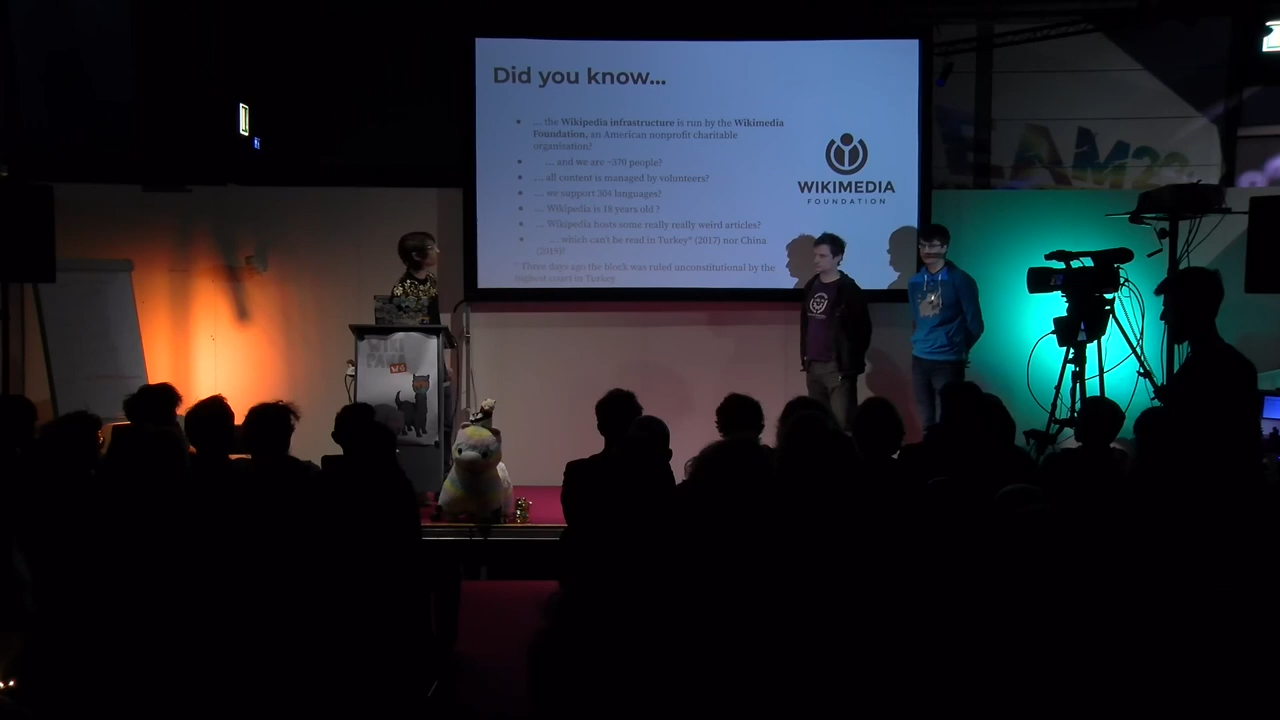 Did you know...
... the Wikipedia infrastructure is run by the Wikimedia
Foundation, an American nonprofit charitable
organisation?
... and we are ~370 people?
... all content is managed by volunteers?
... we support 304 languages?
... Wikipedia is 18 years old ?
... Wikipedia hosts some really really weird articles?
... which can't be read in Turkey* (2017) nor China
(2019)?
* Three days ago the block was ruled unconstitutional by the
highest court in Turkey
WIKIMEDIA
FOUNDATION
WIKI
PAKA
WG